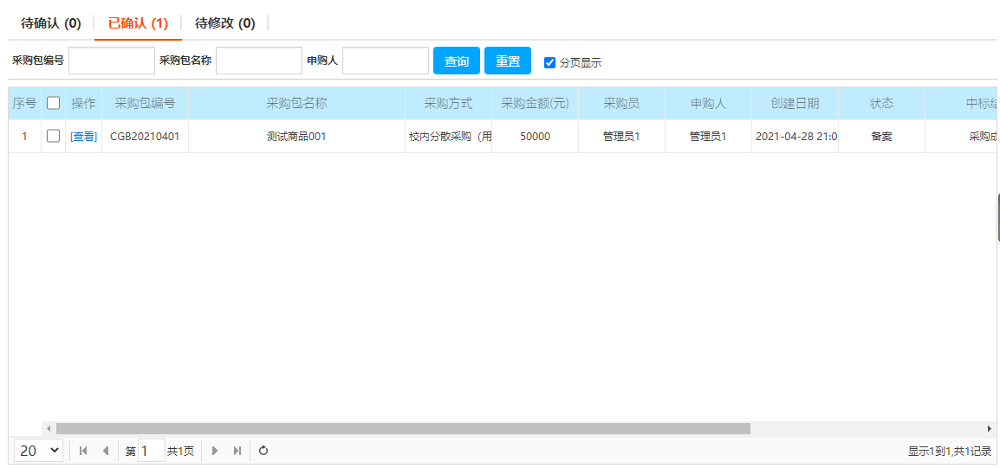 待确认 (0) 已确认 (1) 待修改 (0)
采购包编号 采购包名称 申购人 查询 重置 分页显示
序号 操作 采购包编号 采购包名称 采购方式 采购金额(元) 采购员 申购人 创建日期 状态 中标结
1 [查看] CGB20210401 测试商品001 校内分散采购（用 50000 管理员1 管理员1 2021-04-28 21:0 备案 采购成
20 第 1 共1页 显示1到1,共1记录